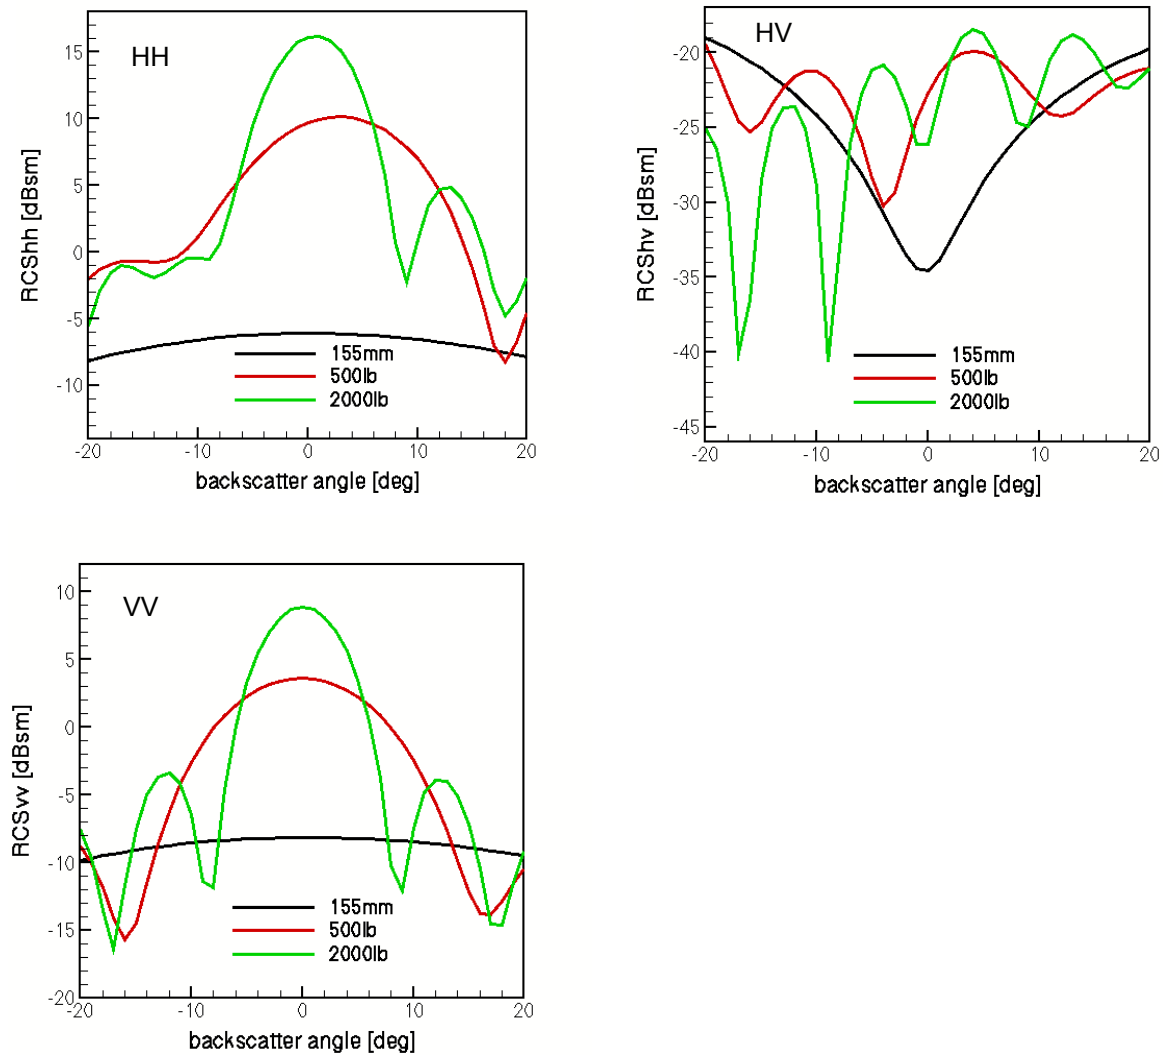 HH
RCShh [dBsm]
15
10
5
0
-5
-10
155mm
500lb
2000lb
-20
-10
0
10
20
backscatter angle [deg]
HV
RCShv [dBsm]
-20
-25
-30
-35
-40
-45
155mm
500lb
2000lb
-20
-10
0
10
20
backscatter angle [deg]
VV
RCSvv [dBsm]
10
5
0
-5
-10
-15
-20
155mm
500lb
2000lb
-20
-10
0
10
20
backscatter angle [deg]